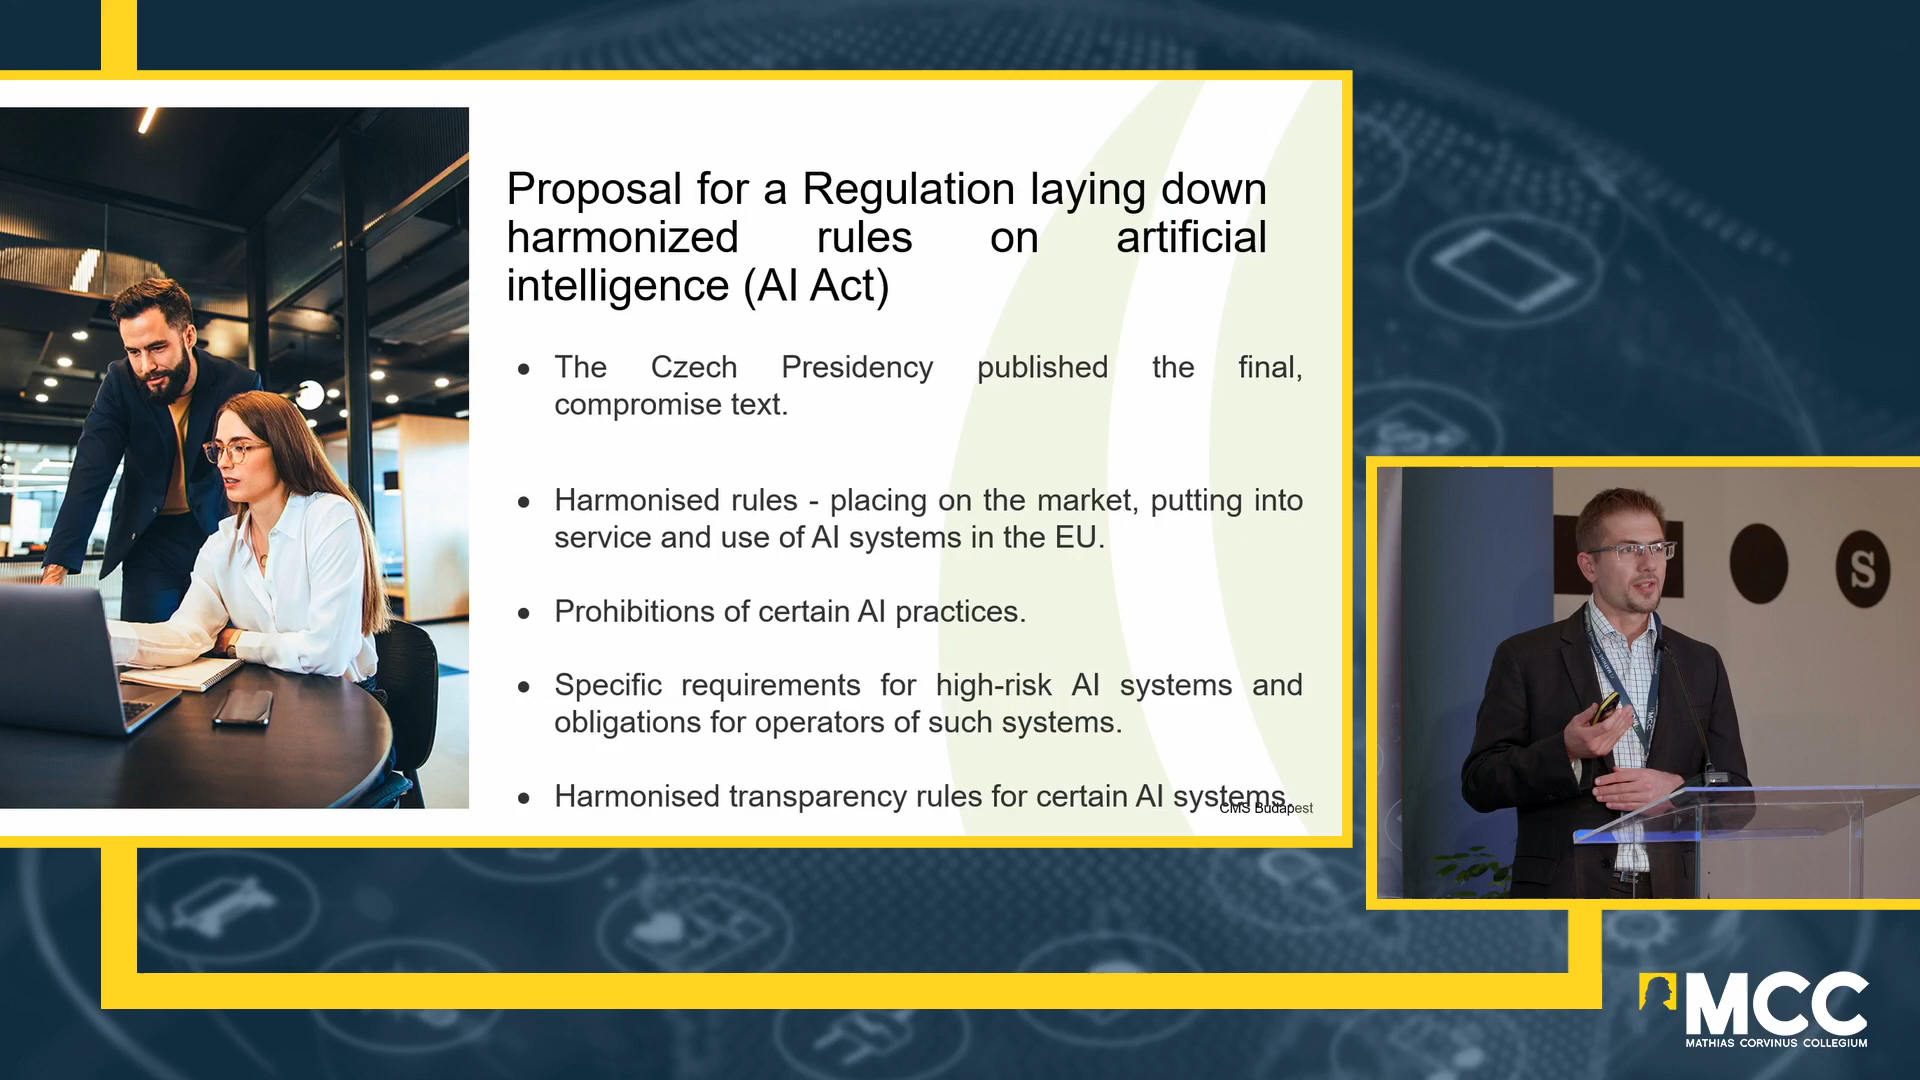 Proposal for a Regulation laying down
harmonized rules on artificial
intelligence (AI Act)
• The Czech Presidency published the final,
compromise text.
• Harmonised rules - placing on the market, putting into
service and use of AI systems in the EU.
• Prohibitions of certain AI practices.
• Specific requirements for high-risk AI systems and
obligations for operators of such systems.
• Harmonised transparency rules for certain AI systems.
CMS Budapest
S
MCC
MCC
MATHIAS CORVINUS COLLEGIUM